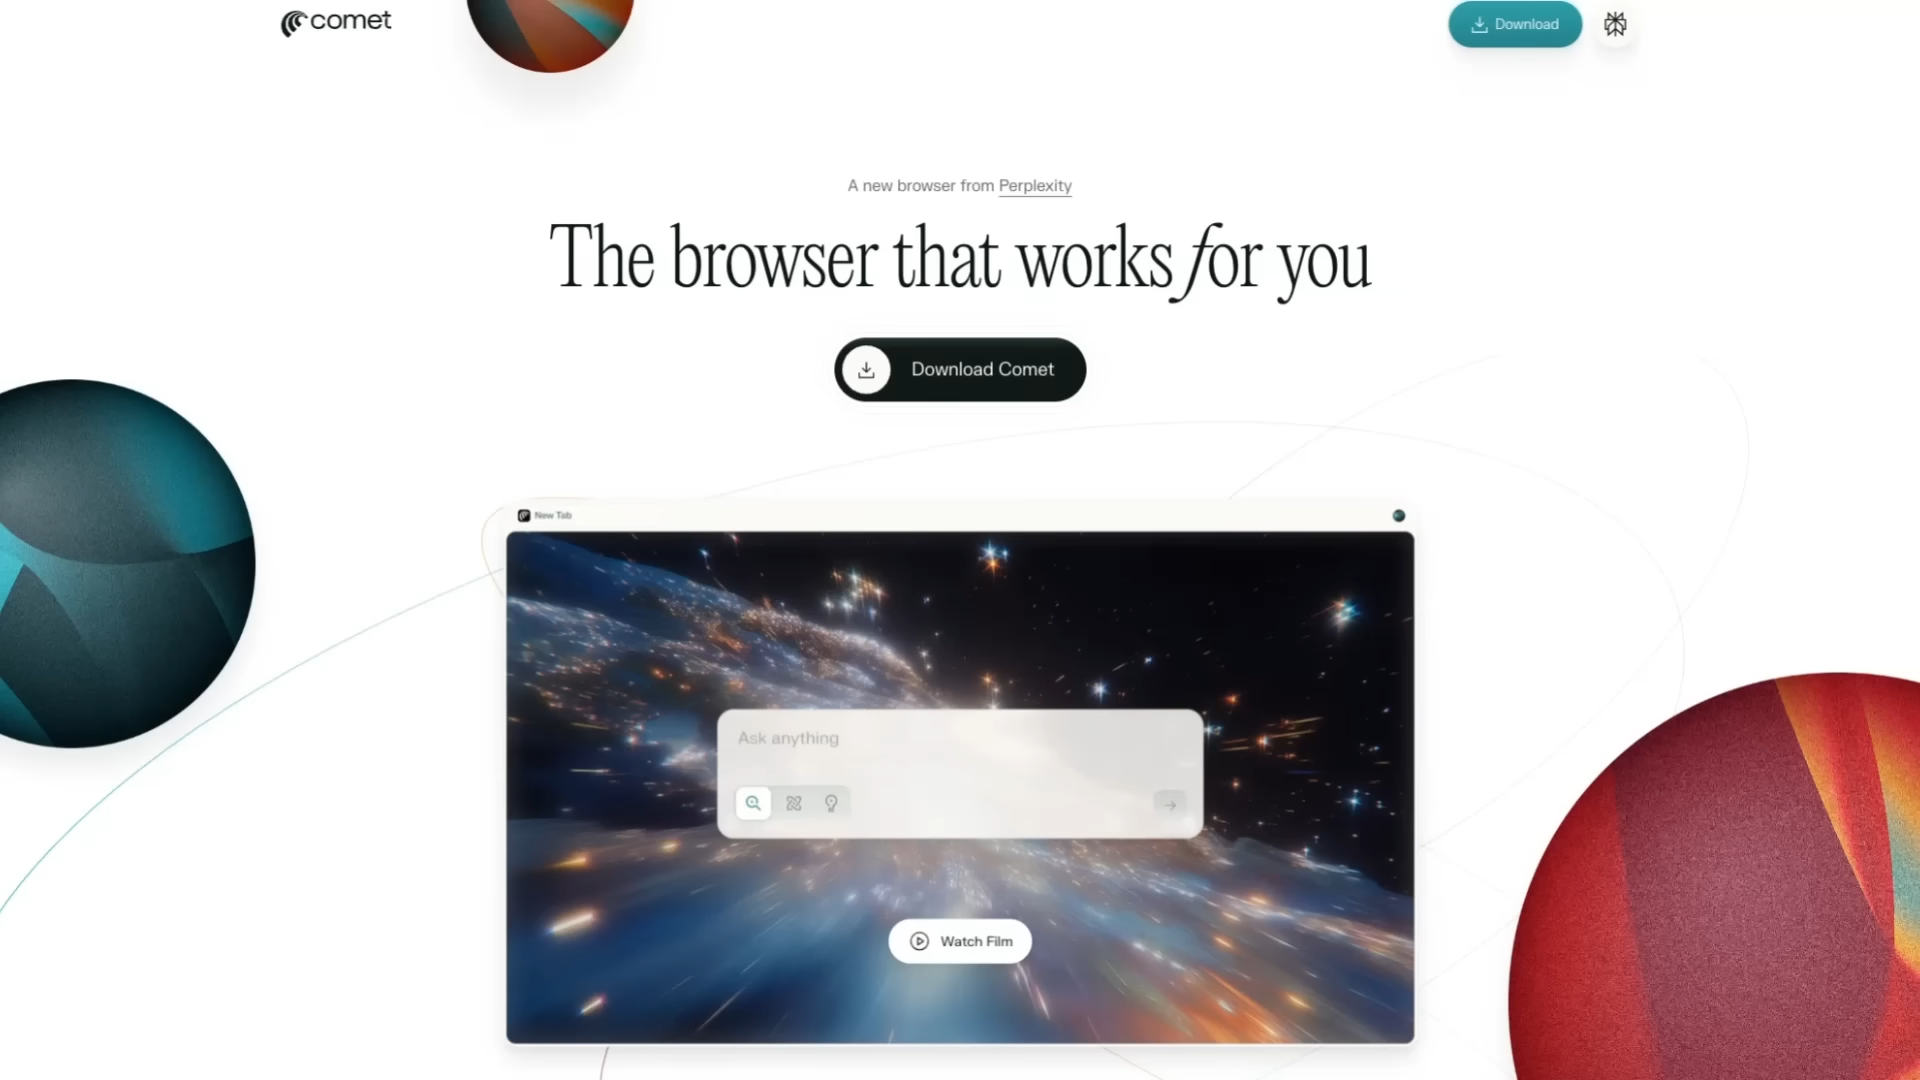 comet
Download
A new browser from Perplexity
The browser that works for you
Download Comet
New Tab
Ask anything
Watch Film